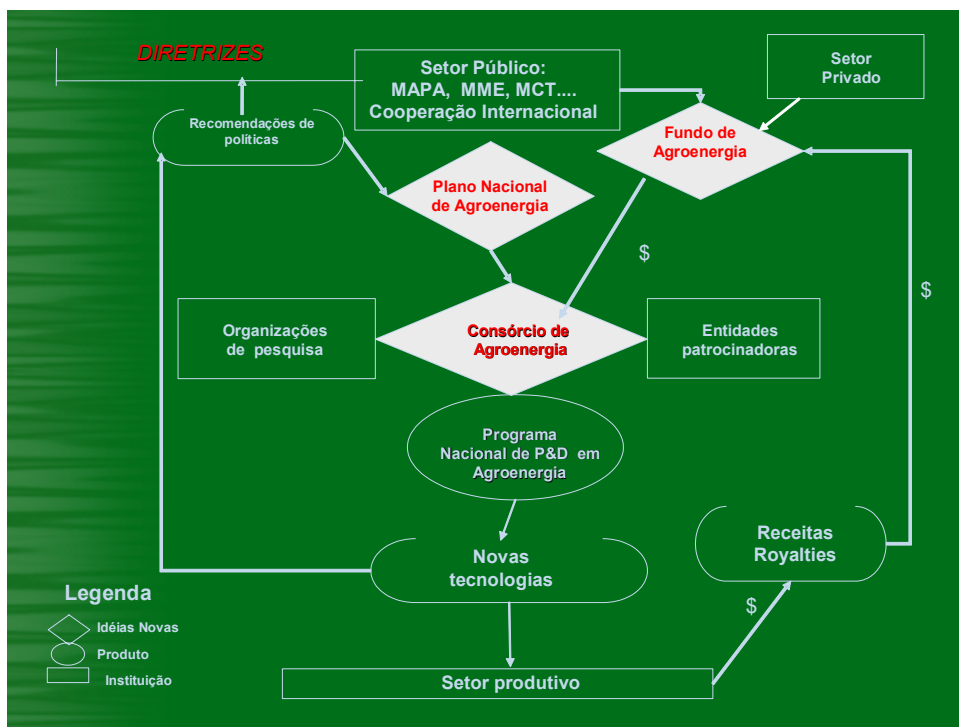 DIRETRIZES
Setor Público:
MAPA, MME, MCT....
Cooperação Internacional
Setor
Privado
Recomendações de
políticas
Fundo de
Agroenergia
Plano Nacional
de Agroenergia
$
$
Organizações
de pesquisa
Consórcio de
Agroenergia
Entidades
patrocinadoras
Programa
Nacional de P&D em
Agroenergia
Novas
tecnologias
Receitas
Royalties
$
Setor produtivo
Legenda
Idéias Novas
Produto
Instituição